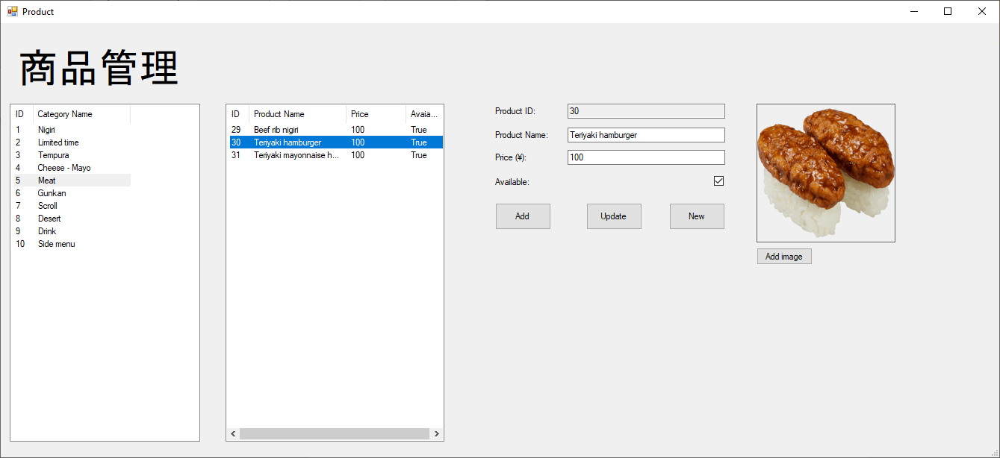 Product
商品管理
ID Category Name
1 Nigiri
2 Limited time
3 Tempura
4 Cheese - Mayo
5 Meat
6 Gunkan
7 Scroll
8 Desert
9 Drink
10 Side menu
ID Product Name Price Avaia...
29 Beef rib nigiri 100 True
30 Teriyaki hamburger 100 True
31 Teriyaki mayonnaise h... 100 True
Product ID: 30
Product Name: Teriyaki hamburger
Price (¥): 100
Available:
Add Update New
Add image